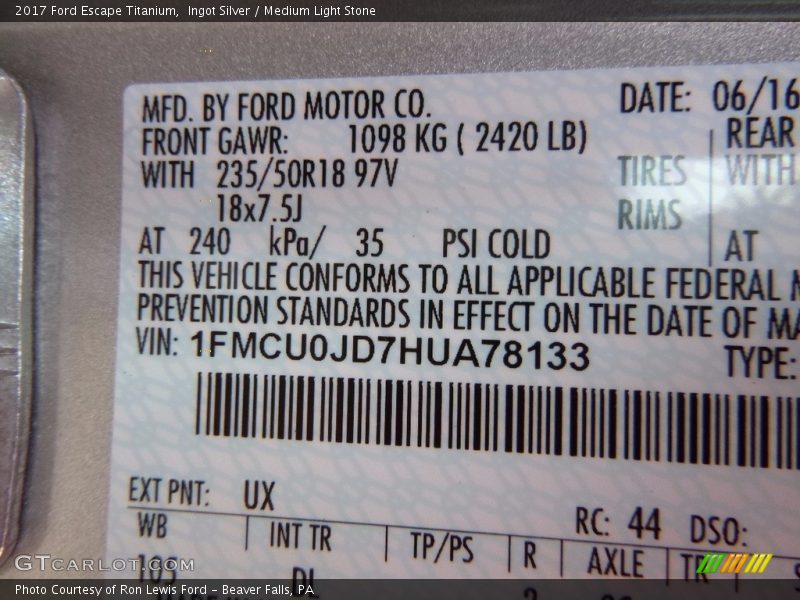 2017 Ford Escape Titanium,  Ingot Silver / Medium Light Stone
MFD. BY FORD MOTOR CO. DATE: 06/16
FRONT GAWR: 1098 KG ( 2420 LB) REAR
WITH 235/50R18 97V TIRES WITH
18x7.5J RIMS
AT 240 kPa/ 35 PSI COLD AT
THIS VEHICLE CONFORMS TO ALL APPLICABLE FEDERAL
PREVENTION STANDARDS IN EFFECT ON THE DATE OF MA
VIN: 1FMCU0JD7HUA78133 TYPE:
EXT PNT: UX RC: 44 DSO:
WB INT TR TP/PS R AXLE TR
105 DL
GTCARLOT.COM
Photo Courtesy of Ron Lewis Ford - Beaver Falls, PA